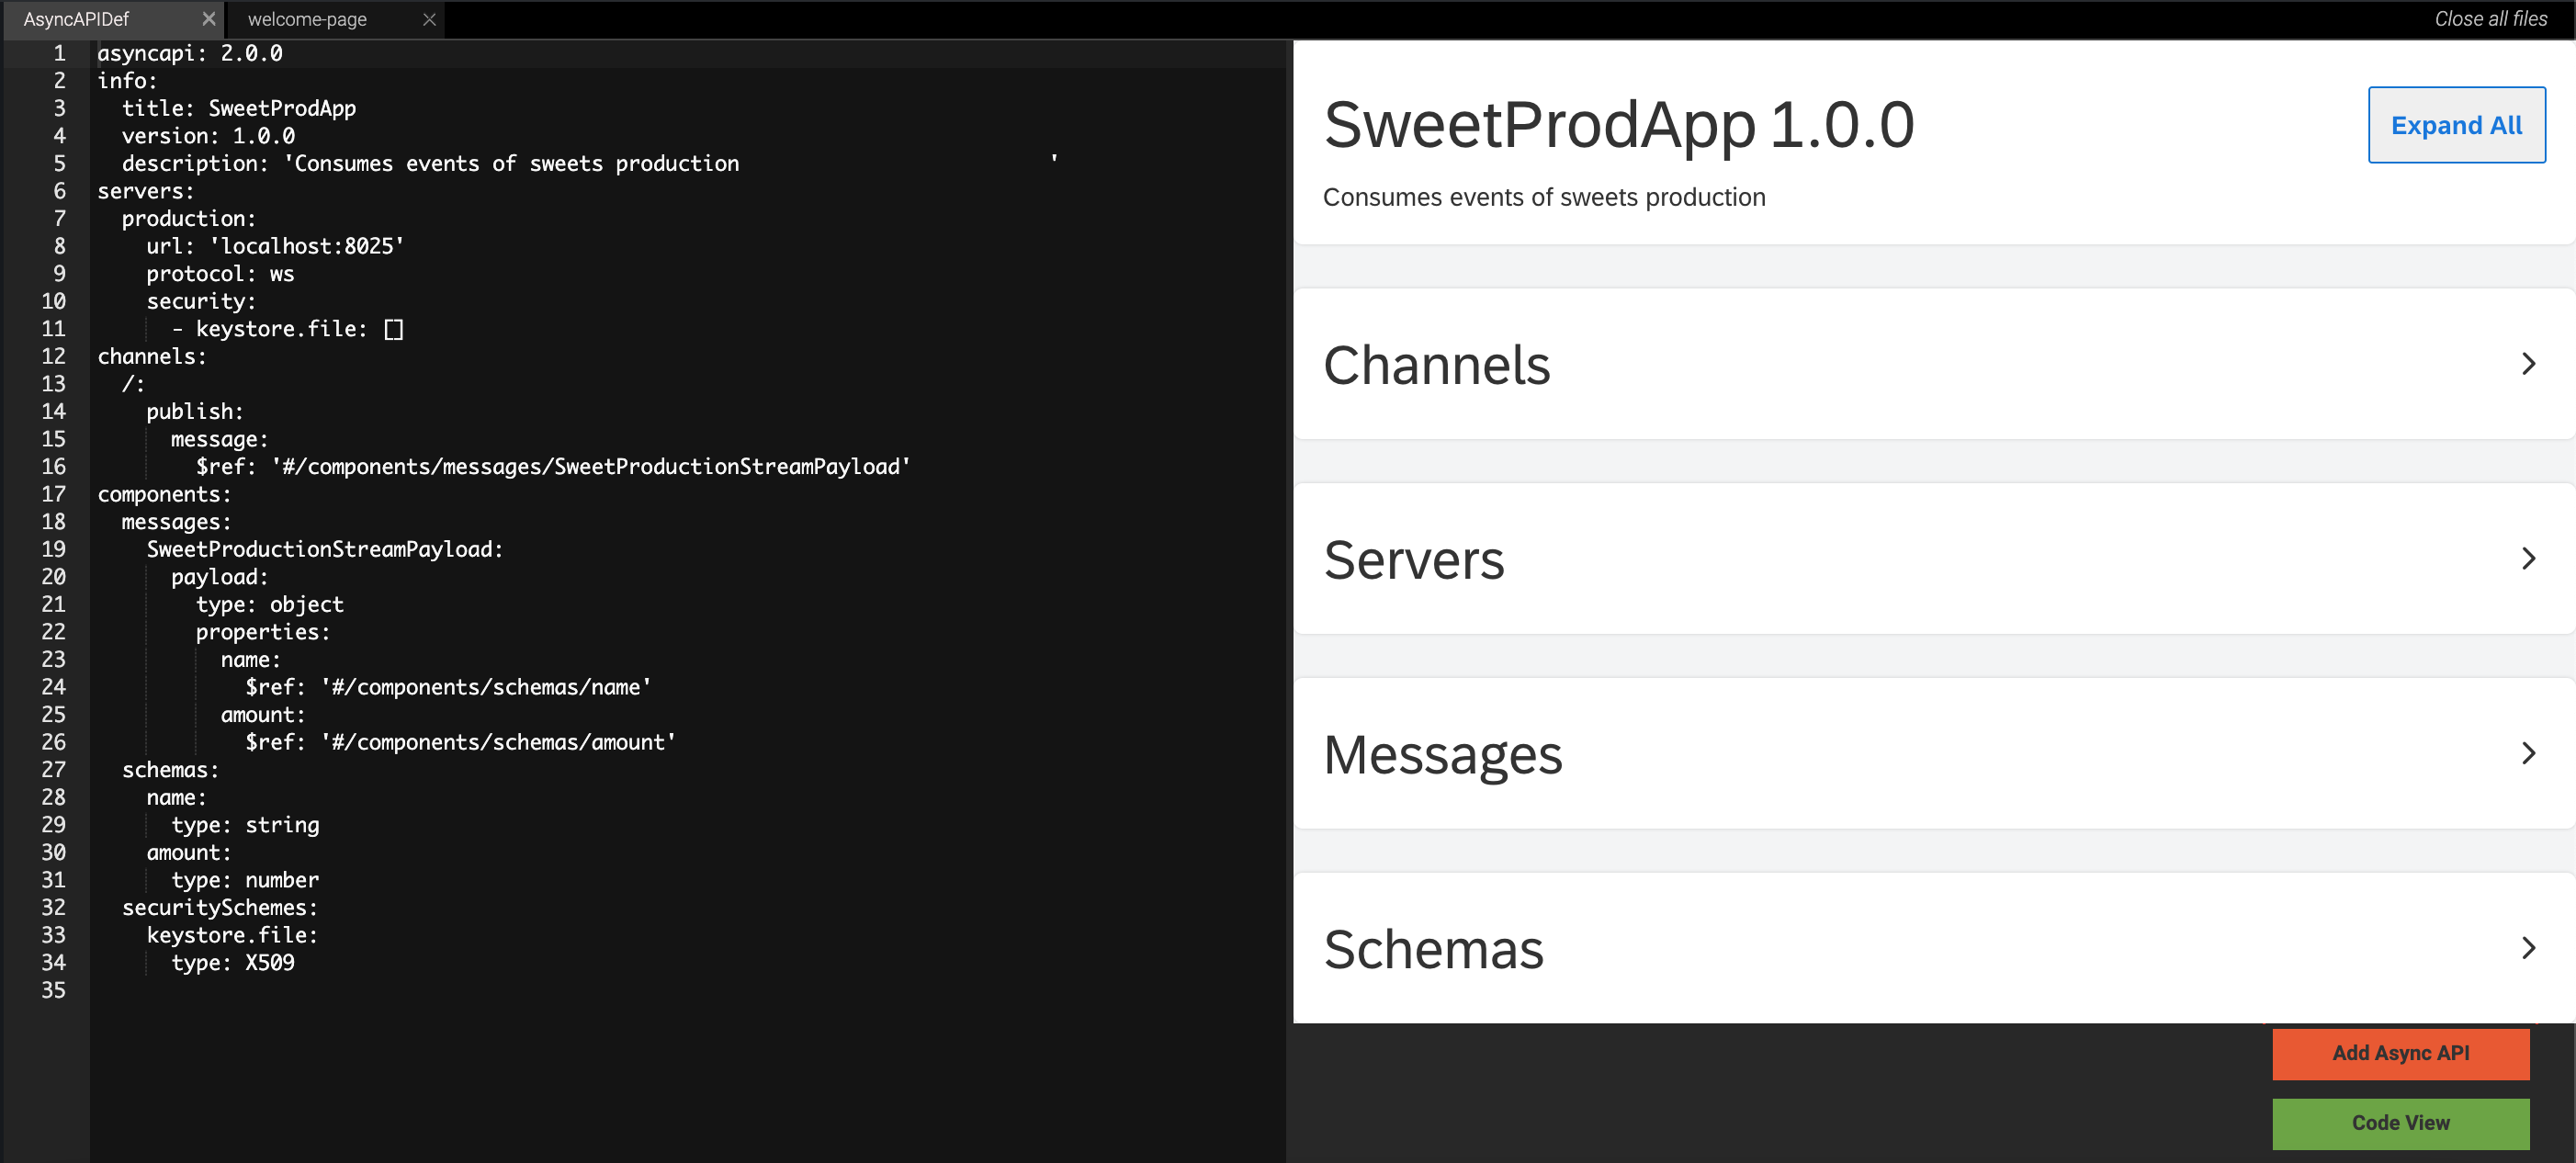 AsyncAPIDef
welcome-page
Close all files
1 asyncapi: 2.0.0
2 info:
3   title: SweetProdApp
4   version: 1.0.0
5   description: 'Consumes events of sweets production                         '
6 servers:
7   production:
8     url: 'localhost:8025'
9     protocol: ws
10     security:
11       - keystore.file: []
12 channels:
13   /:
14     publish:
15       message:
16         $ref: '#/components/messages/SweetProductionStreamPayload'
17 components:
18   messages:
19     SweetProductionStreamPayload:
20       payload:
21         type: object
22         properties:
23           name:
24             $ref: '#/components/schemas/name'
25           amount:
26             $ref: '#/components/schemas/amount'
27   schemas:
28     name:
29       type: string
30     amount:
31       type: number
32   securitySchemes:
33     keystore.file:
34       type: X509
35
SweetProdApp 1.0.0
Expand All
Consumes events of sweets production
Channels
Servers
Messages
Schemas
Add Async API
Code View